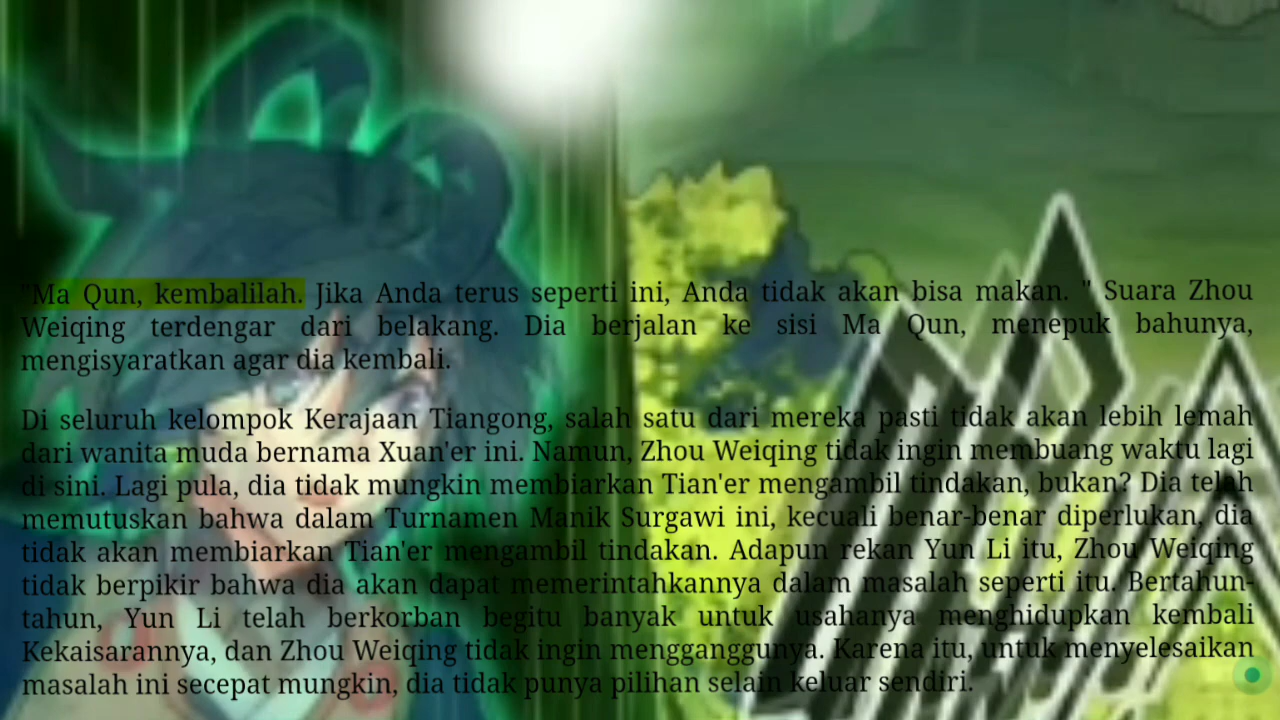 "Ma Qun, kembalilah. Jika Anda terus seperti ini, Anda tidak akan bisa makan. " Suara Zhou
Weiqing terdengar dari belakang. Dia berjalan ke sisi Ma Qun, menepuk bahunya,
mengisyaratkan agar dia kembali.
Di seluruh kelompok Kerajaan Tiangong, salah satu dari mereka pasti tidak akan lebih lemah
dari wanita muda bernama Xuan'er ini. Namun, Zhou Weiqing tidak ingin membuang waktu lagi
di sini. Lagi pula, dia tidak mungkin membiarkan Tian'er mengambil tindakan, bukan? Dia telah
memutuskan bahwa dalam Turnamen Manik Surgawi ini, kecuali benar-benar diperlukan, dia
tidak akan membiarkan Tian'er mengambil tindakan. Adapun rekan Yun Li itu, Zhou Weiqing
tidak berpikir bahwa dia akan dapat memerintahkannya dalam masalah seperti itu. Bertahun-
tahun, Yun Li telah berkorban begitu banyak untuk usahanya menghidupkan kembali
Kekaisarannya, dan Zhou Weiqing tidak ingin mengganggunya. Karena itu, untuk menyelesaikan
masalah ini secepat mungkin, dia tidak punya pilihan selain keluar sendiri.